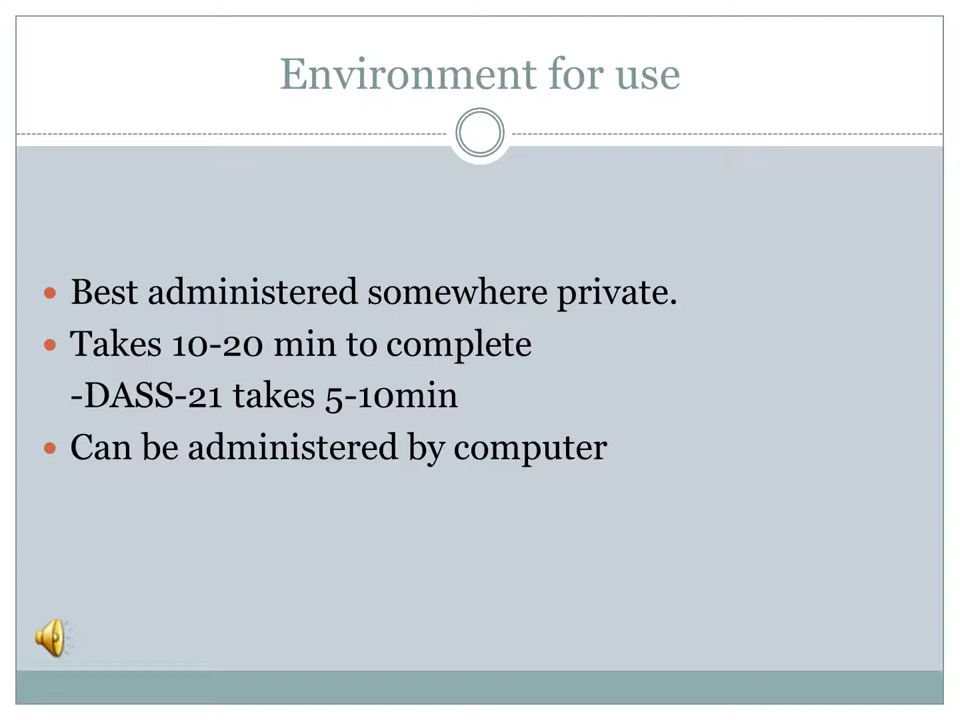 Environment for use
• Best administered somewhere private.
• Takes 10-20 min to complete
-DASS-21 takes 5-10min
• Can be administered by computer